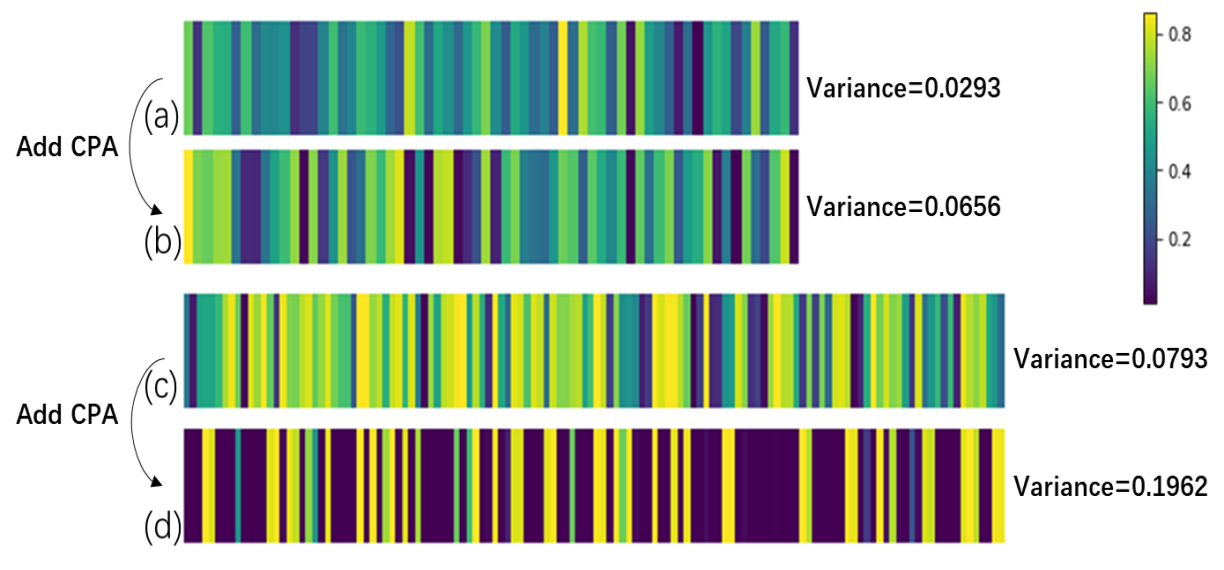 Variance=0.0293
(a)
Add CPA
Variance=0.0656
(b)
Variance=0.0793
(c)
Add CPA
Variance=0.1962
(d)
0.8
0.6
0.4
0.2